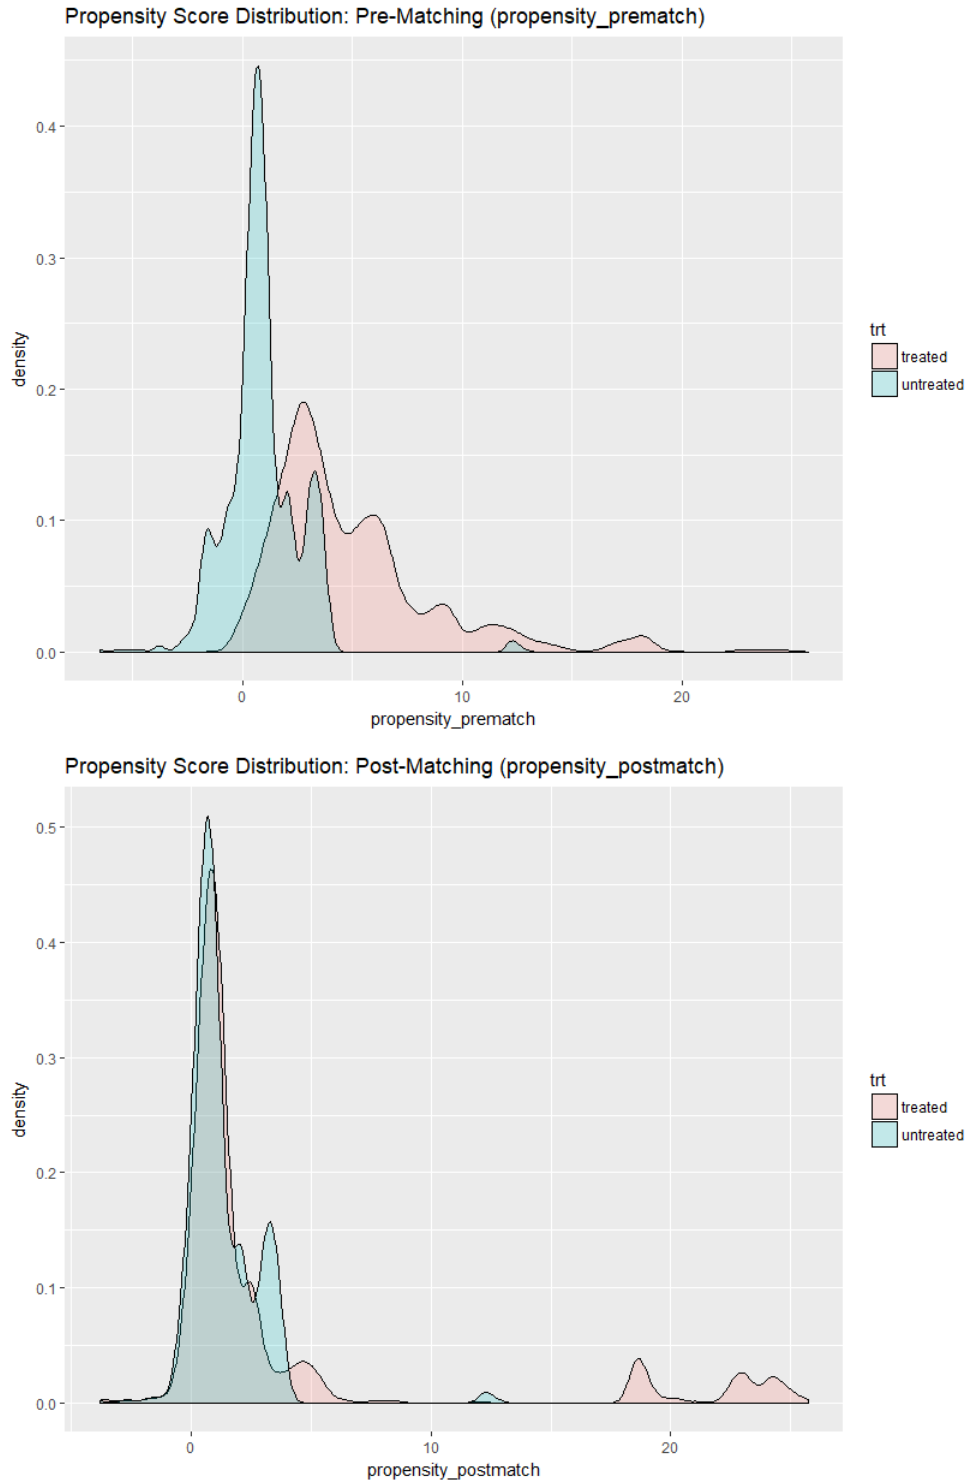 Propensity Score Distribution: Pre-Matching (propensity_prematch)
0.4
0.3
0.2
0.1
0.0
density
0
10
20
propensity_prematch
trt
treated
untreated
Propensity Score Distribution: Post-Matching (propensity_postmatch)
0.5
0.4
0.3
0.2
0.1
0.0
density
0
10
20
propensity_postmatch
trt
treated
untreated